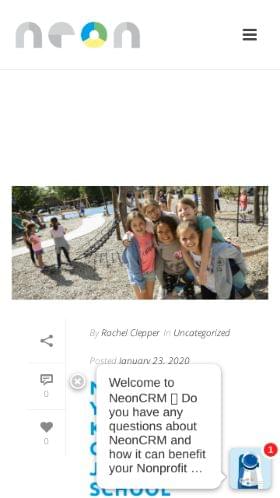 neon
By Rachel Clepper In Uncategorized
Posted January 23, 2020
0
0
Welcome to
NeonCRM ▯ Do
you have any
questions about
NeonCRM and
how it can benefit
your Nonprofit ...
1
SCHOOL